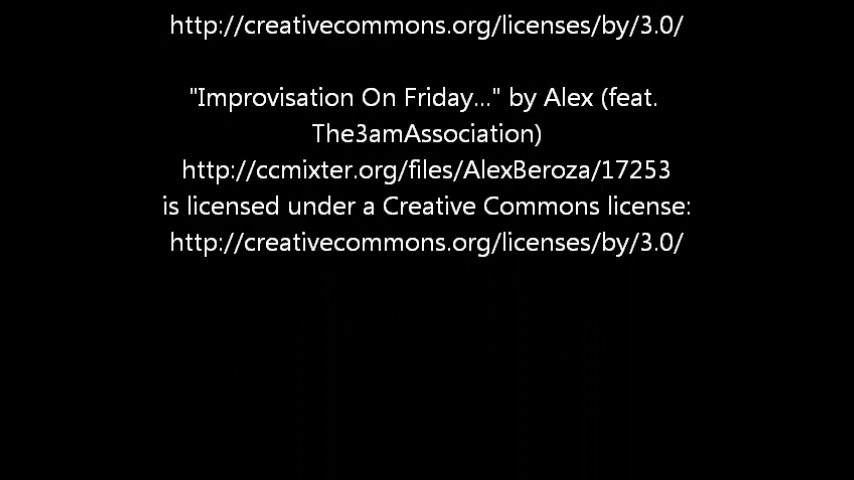 http://creativecommons.org/licenses/by/3.0/
"Improvisation On Friday..." by Alex (feat.
The3amAssociation)
http://ccmixter.org/files/AlexBeroza/17253
is licensed under a Creative Commons license:
http://creativecommons.org/licenses/by/3.0/